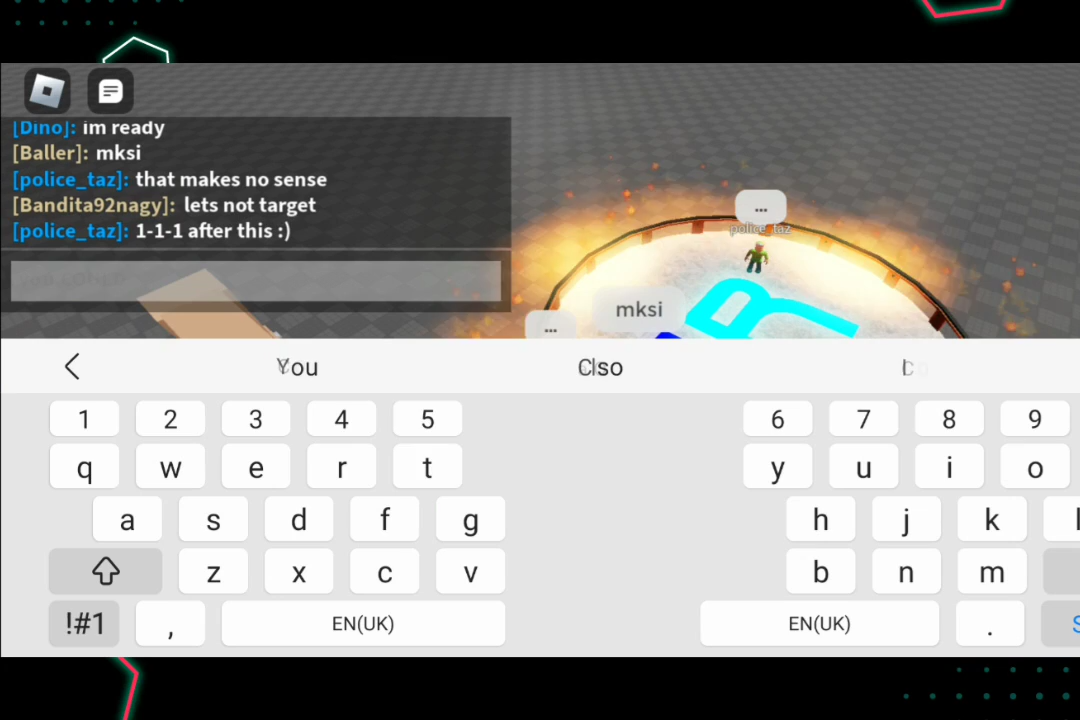 [Dino]: im ready
[Baller]: mksi
[police_taz]: that makes no sense
[Bandita92nagy]: lets not target
[police_taz]: 1-1-1 after this :)
...
police_taz
mksi
...
You
1 2 3 4 5 6 7 8 9
q w e r t y u i o
a s d f g h j k l
z x c v b n m
!#1 , EN(UK) EN(UK) .